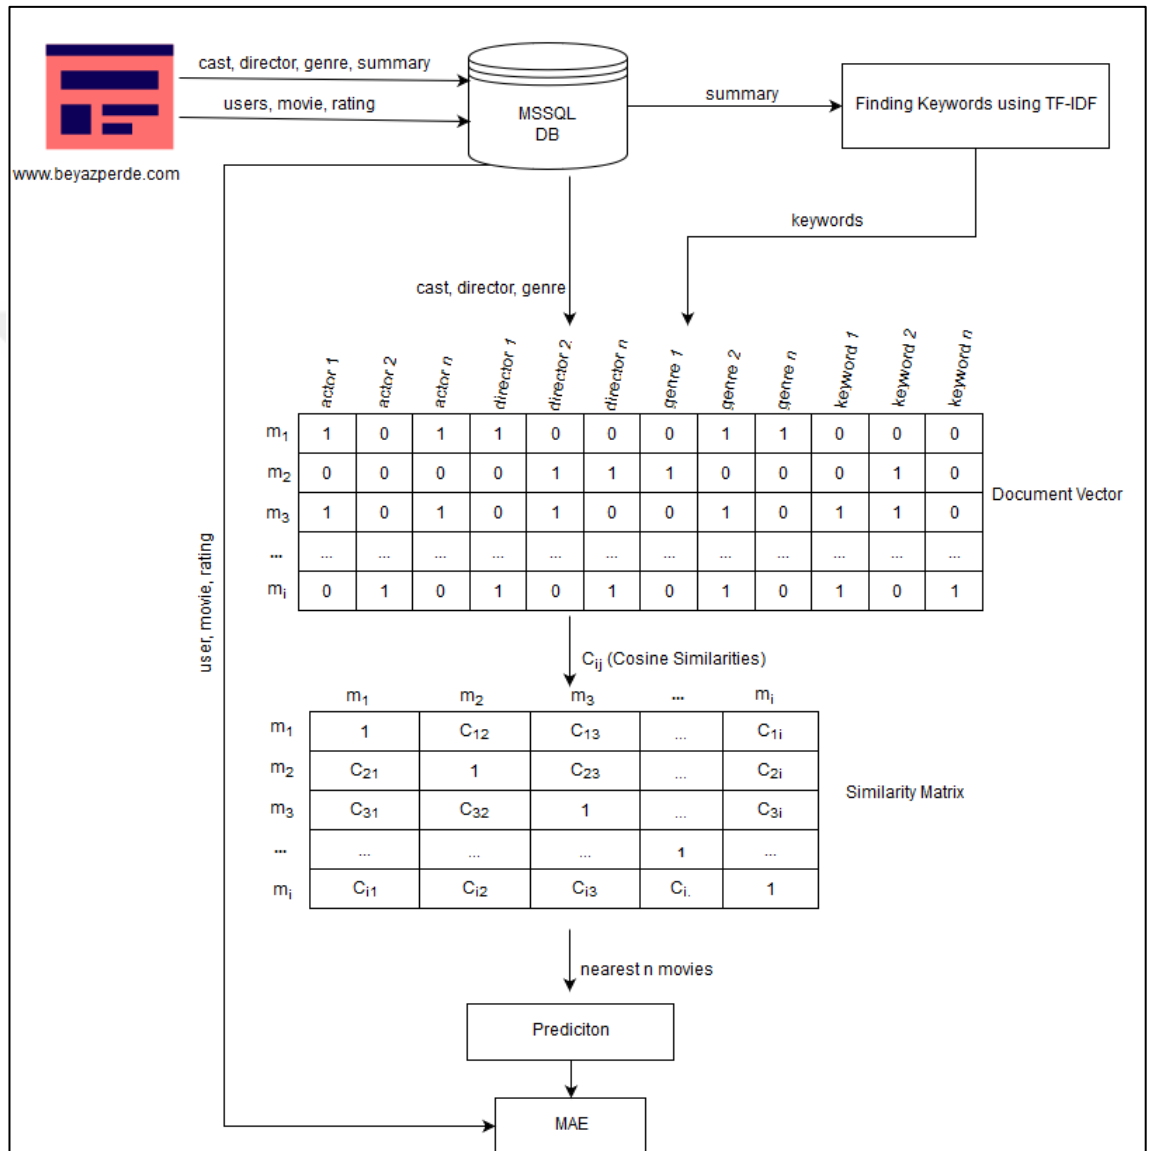 cast, director, genre, summary
users, movie, rating
www.beyazperde.com
MSSQL
DB
summary
Finding Keywords using TF-IDF
keywords
cast, director, genre
user, movie, rating
actor 1 actor 2 actor n director 1 director 2 director n genre 1 genre 2 genre n keyword 1 keyword 2 keyword n
m1 1 0 1 1 0 0 0 1 1 0 0 0
m2 0 0 0 0 1 1 1 0 0 0 1 0
m3 1 0 1 0 1 0 0 1 0 1 1 0
... ... ... ... ... ... ... ... ... ... ... ... ...
mi 0 1 0 1 0 1 0 1 0 1 0 1
Document Vector
Cij (Cosine Similarities)
m1 m2 m3 ... mi
m1 1 C12 C13 ... C1i
m2 C21 1 C23 ... C2i
m3 C31 C32 1 ... C3i
... ... ... ... 1 ...
mi Ci1 Ci2 Ci3 Ci. 1
Similarity Matrix
nearest n movies
Prediciton
MAE